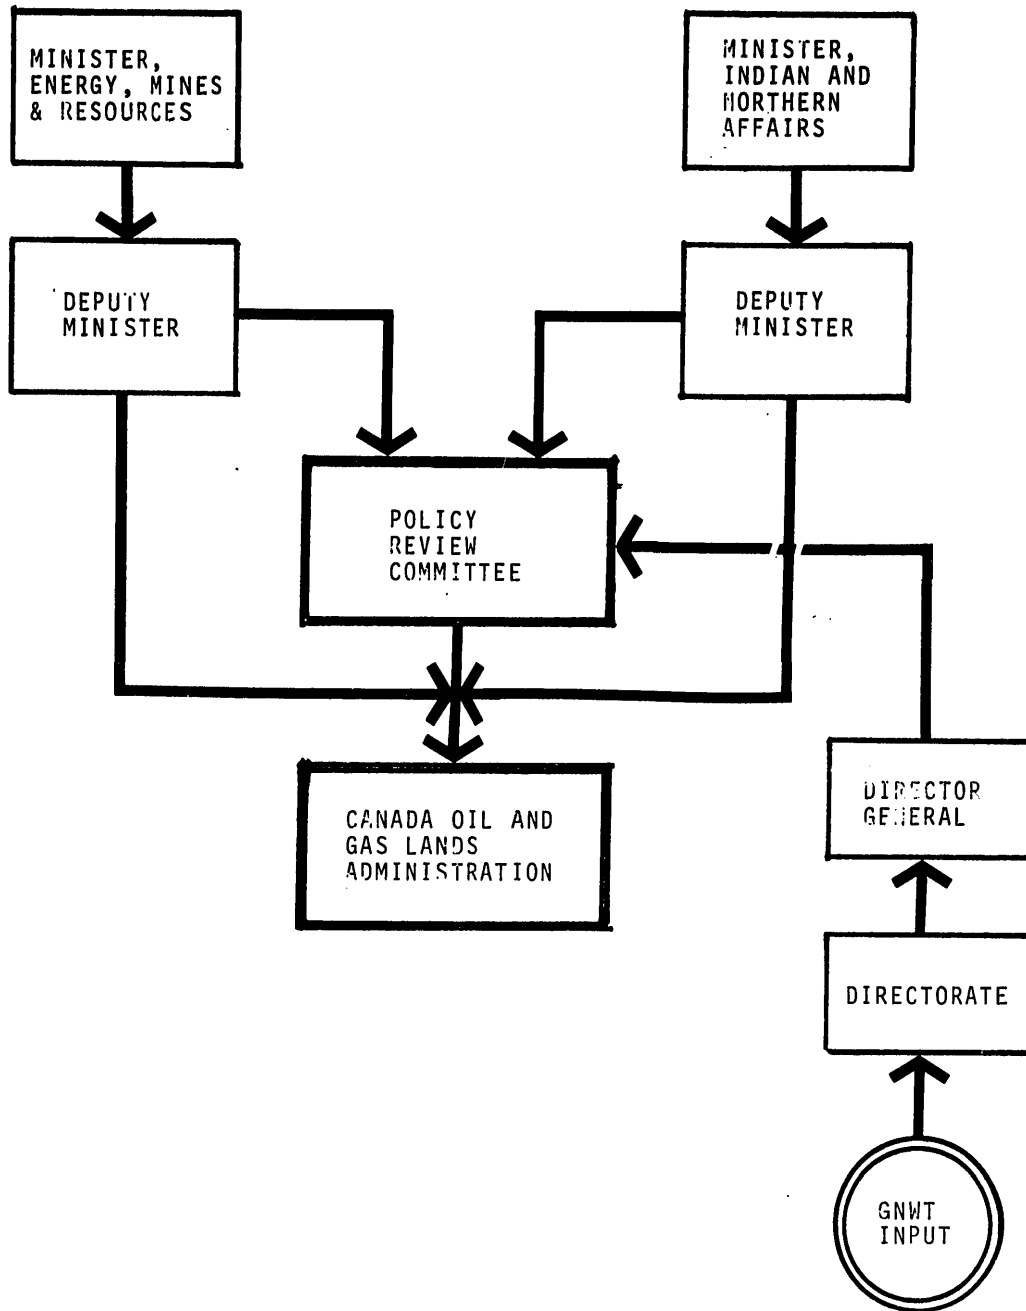 MINISTER,
ENERGY, MINES
& RESOURCES
MINISTER,
INDIAN AND
NORTHERN
AFFAIRS
DEPUTY
MINISTER
DEPUTY
MINISTER
POLICY
REVIEW
COMMITTEE
CANADA OIL AND
GAS LANDS
ADMINISTRATION
DIRECTOR
GENERAL
DIRECTORATE
GNWT
INPUT